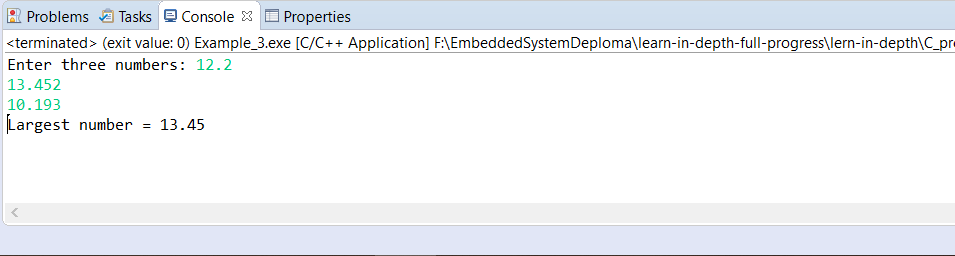 Problems Tasks Console Properties
<terminated> (exit value: 0) Example_3.exe [C/C++ Application] F:\EmbeddedSystemDeploma\learn-in-depth-full-progress\lern-in-depth\C_pr
Enter three numbers: 12.2
13.452
10.193
Largest number = 13.45